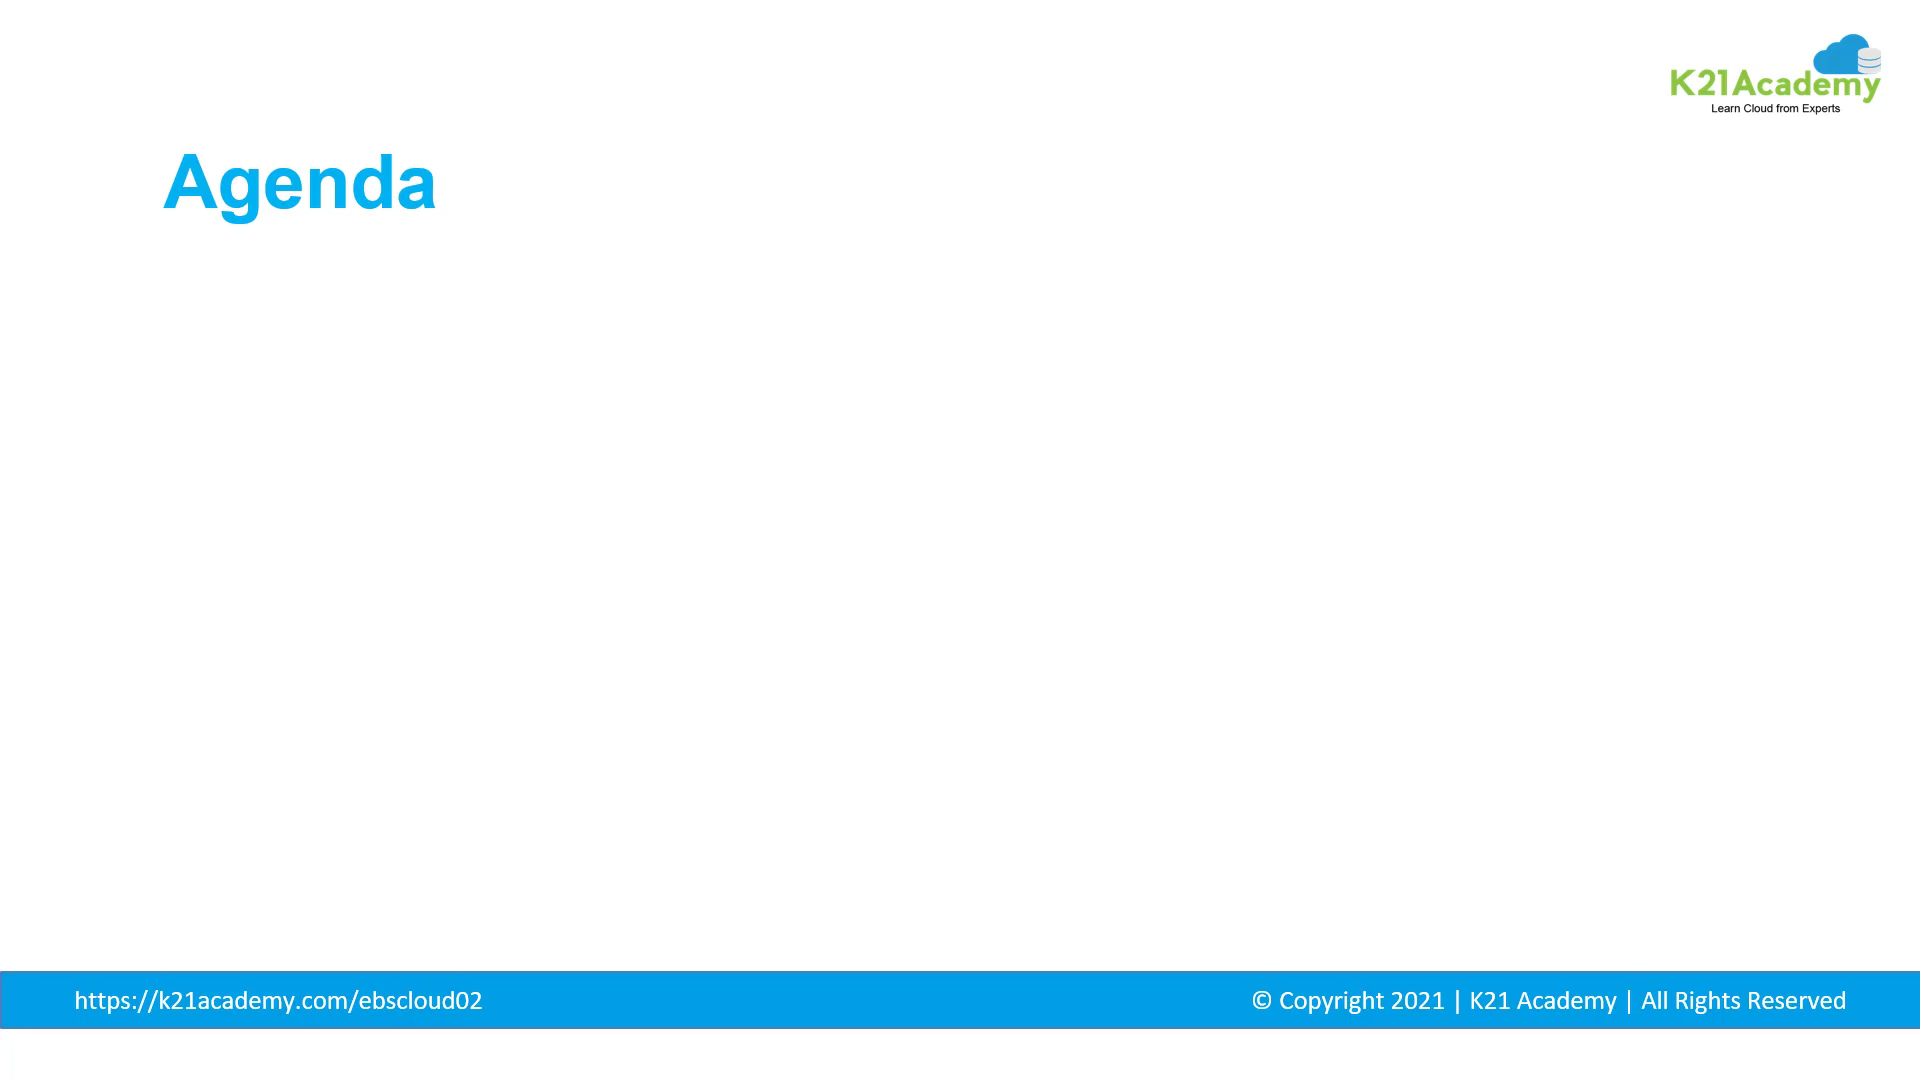 K21Academy
Learn Cloud from Experts
Agenda
https://k21academy.com/ebscloud02
© Copyright 2021 | K21 Academy | All Rights Reserved